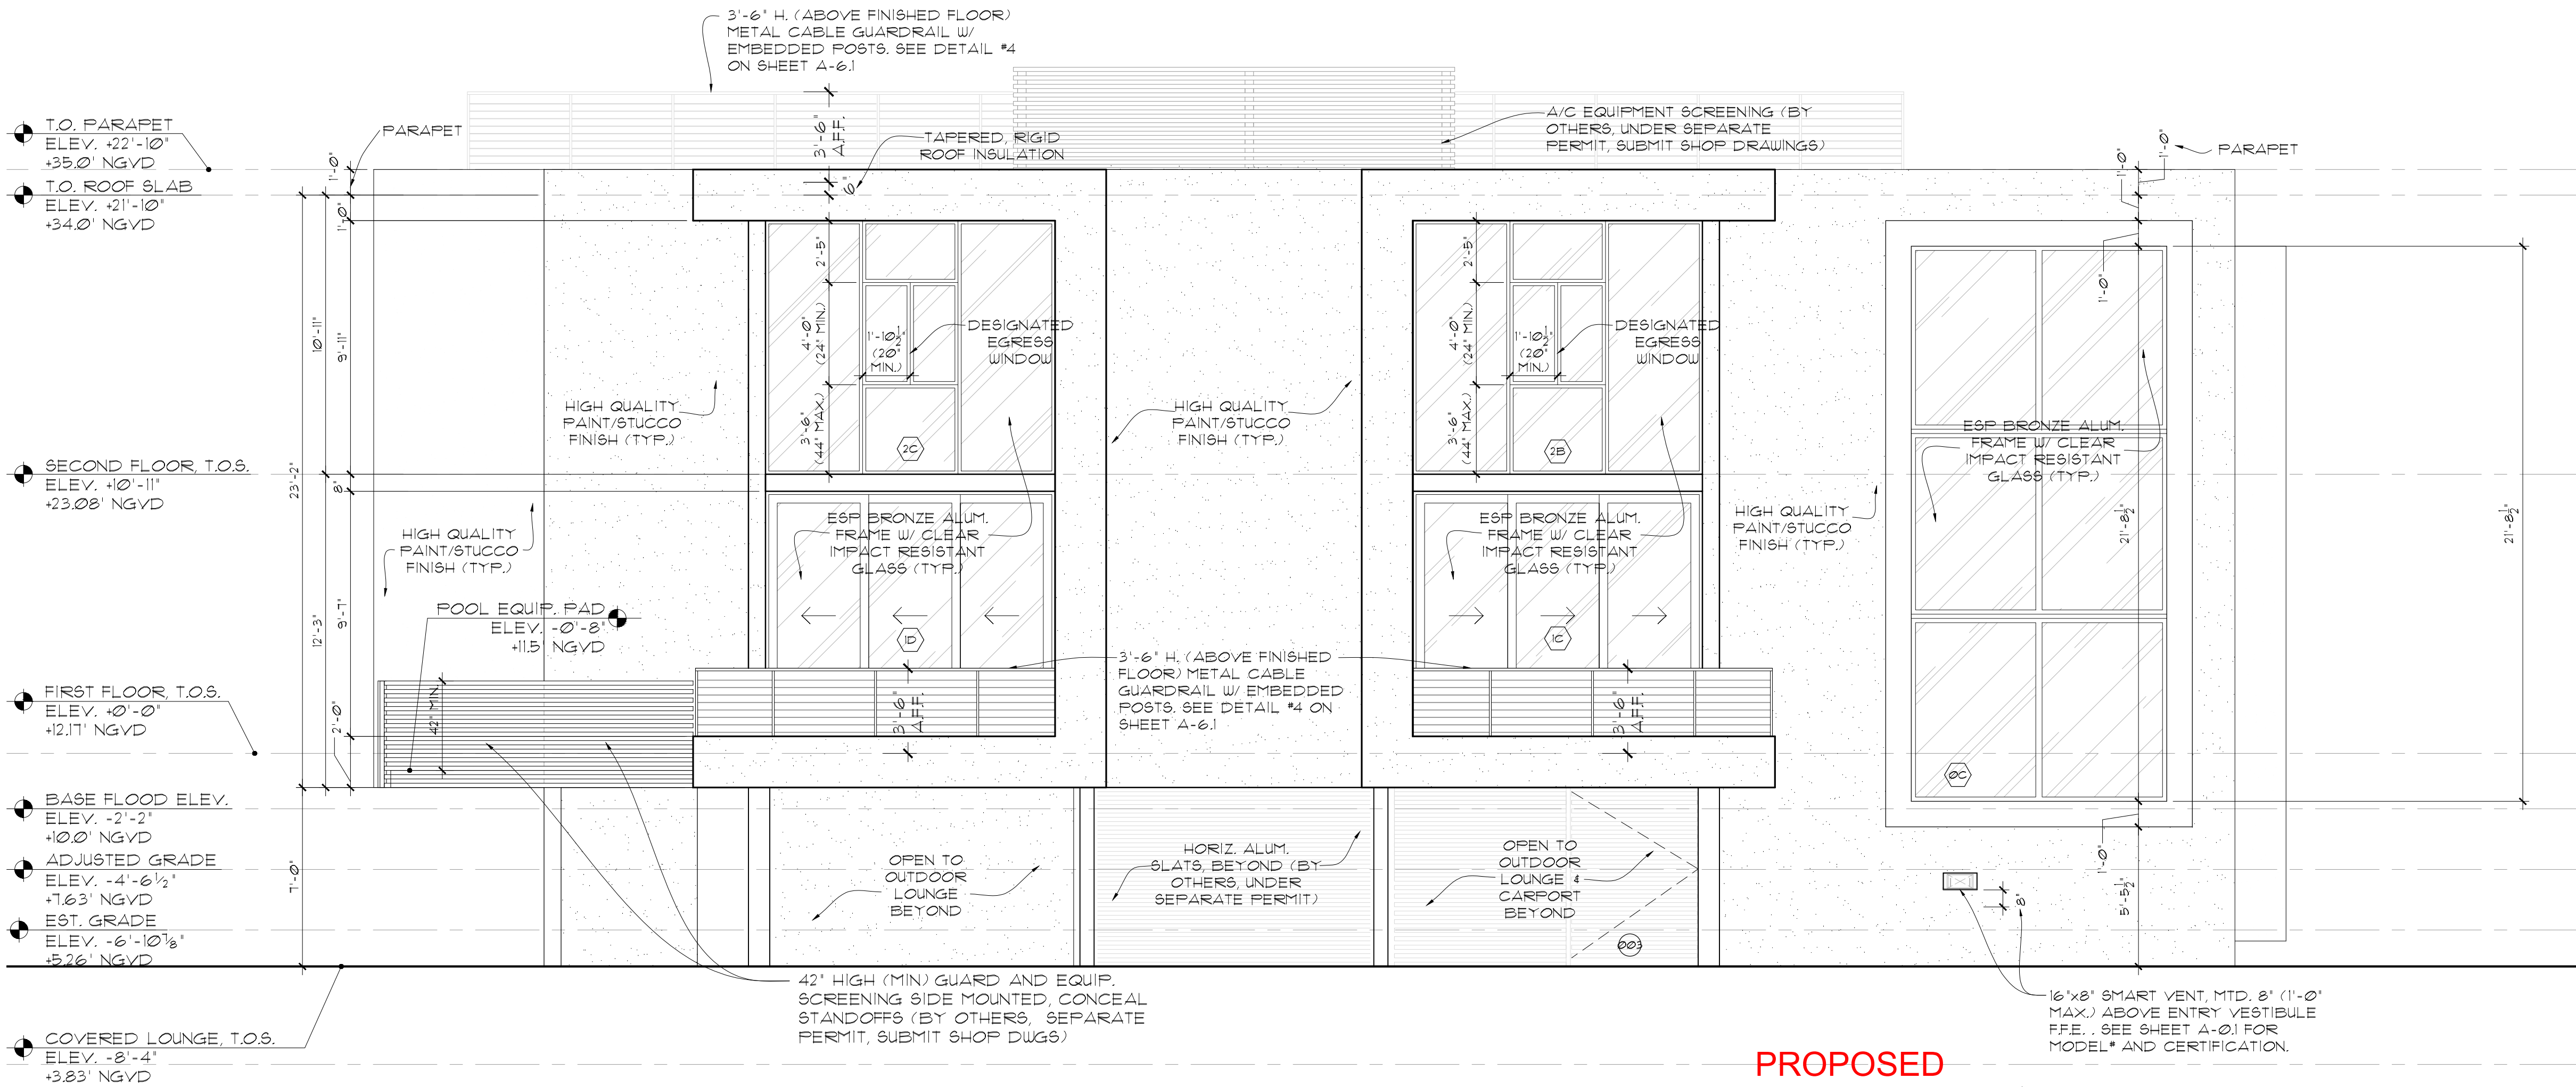 3'-6" H. (ABOVE FINISHED FLOOR)
METAL CABLE GUARDRAIL W/
EMBEDDED POSTS. SEE DETAIL #4
ON SHEET A-6.1
T.O. PARAPET
ELEV. +22'-10"
+35.0' NGVD
T.O. ROOF SLAB
ELEV. +21'-10"
+34.0' NGVD
SECOND FLOOR, T.O.S.
ELEV. +10'-11"
+23.08' NGVD
FIRST FLOOR, T.O.S.
ELEV. +0'-0"
+12.17' NGVD
BASE FLOOD ELEV.
ELEV. -2'-2"
+10.0' NGVD
ADJUSTED GRADE
ELEV. -4'-6½"
+7.63' NGVD
EST. GRADE
ELEV. -6'-10⅞"
+5.26' NGVD
COVERED LOUNGE, T.O.S.
ELEV. -8'-4"
+3.83' NGVD
PARAPET
1'-0"
1'-0"
10'-11"
9'-11"
23'-2"
8"
12'-3"
9'-7"
2'-0"
7'-0"
3'-6"
A.F.F.
6"
TAPERED, RIGID
ROOF INSULATION
A/C EQUIPMENT SCREENING (BY
OTHERS, UNDER SEPARATE
PERMIT, SUBMIT SHOP DRAWINGS)
1'-0"
1'-0"
PARAPET
1'-0"
HIGH QUALITY
PAINT/STUCCO
FINISH (TYP.)
HIGH QUALITY
PAINT/STUCCO
FINISH (TYP.)
2'-5"
4'-0"
(24" MIN.)
1'-10½"
(20"
MIN.)
DESIGNATED
EGRESS
WINDOW
3'-6"
(44" MAX.)
2C
HIGH QUALITY
PAINT/STUCCO
FINISH (TYP.)
2'-5"
4'-0"
(24" MIN.)
1'-10½"
(20"
MIN.)
DESIGNATED
EGRESS
WINDOW
3'-6"
(44" MAX.)
2B
HIGH QUALITY
PAINT/STUCCO
FINISH (TYP.)
ESP BRONZE ALUM.
FRAME W/ CLEAR
IMPACT RESISTANT
GLASS (TYP.)
ESP BRONZE ALUM.
FRAME W/ CLEAR
IMPACT RESISTANT
GLASS (TYP.)
ESP BRONZE ALUM.
FRAME W/ CLEAR
IMPACT RESISTANT
GLASS (TYP.)
21'-8½"
21'-8½"
POOL EQUIP. PAD
ELEV. -0'-8"
+11.5' NGVD
1D
1C
0C
42" MIN.
3'-6"
A.F.F.
3'-6" H. (ABOVE FINISHED
FLOOR) METAL CABLE
GUARDRAIL W/ EMBEDDED
POSTS. SEE DETAIL #4 ON
SHEET A-6.1
3'-6"
A.F.F.
OPEN TO
OUTDOOR
LOUNGE
BEYOND
HORIZ. ALUM.
SLATS, BEYOND (BY
OTHERS, UNDER
SEPARATE PERMIT)
OPEN TO
OUTDOOR
LOUNGE &
CARPORT
BEYOND
003
1'-0"
5'-5½"
8"
42" HIGH (MIN) GUARD AND EQUIP.
SCREENING SIDE MOUNTED, CONCEAL
STANDOFFS (BY OTHERS, SEPARATE
PERMIT, SUBMIT SHOP DWGS)
16"x8" SMART VENT, MTD. 8" (1'-0"
MAX.) ABOVE ENTRY VESTIBULE
F.F.E. . SEE SHEET A-0.1 FOR
MODEL# AND CERTIFICATION.
PROPOSED